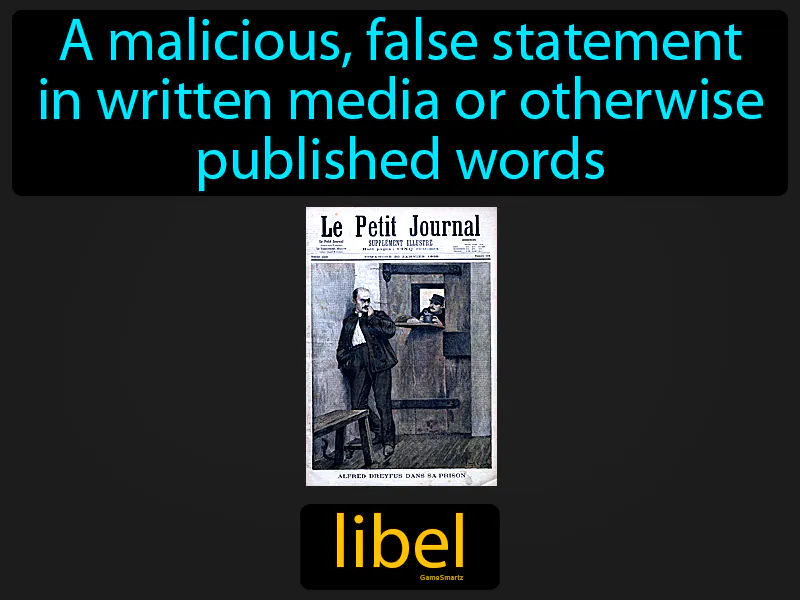 A malicious, false statement
in written media or otherwise
published words
Le Petit Journal
SUPPLÉMENT ILLUSTRÉ
ALFRED DREYFUS DANS SA PRISON
libel
GameSmartz